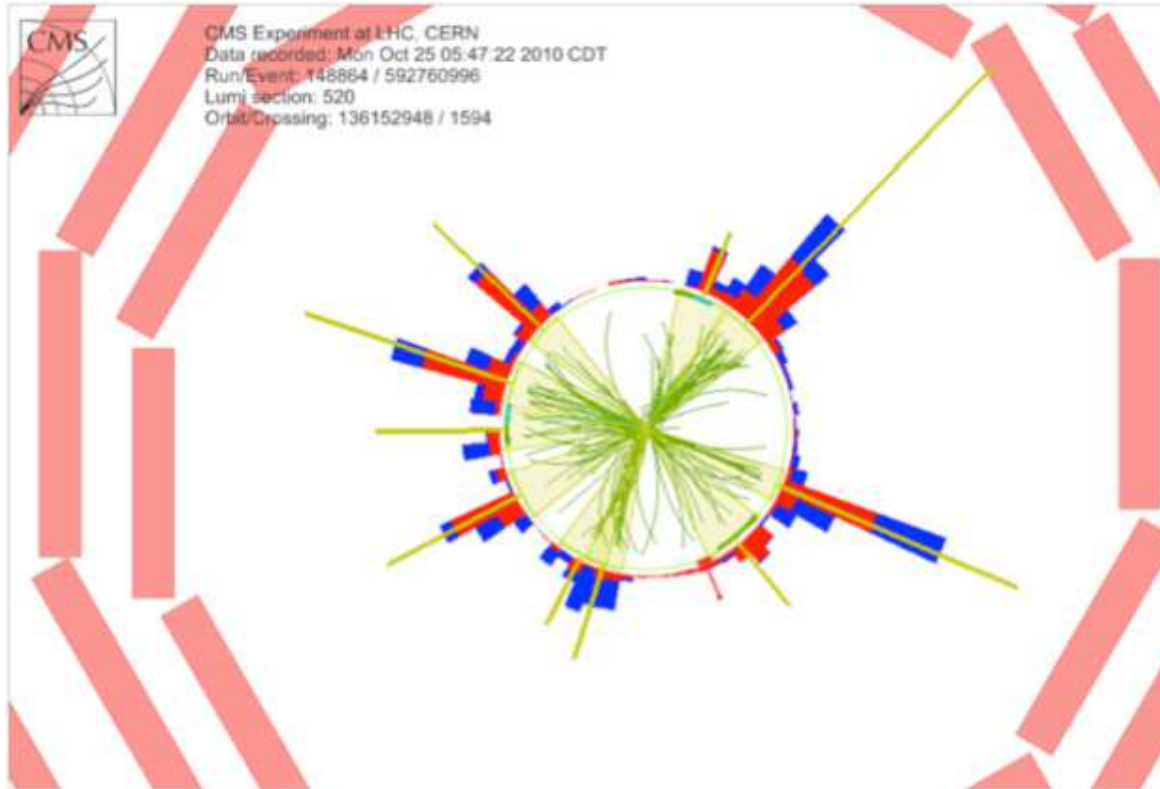 CMS
CMS Experiment at LHC, CERN
Data recorded: Mon Oct 25 05:47:22 2010 CDT
Run/Event: 148864 / 592760996
Lumi section: 520
Orbit/Crossing: 136152948 / 1594